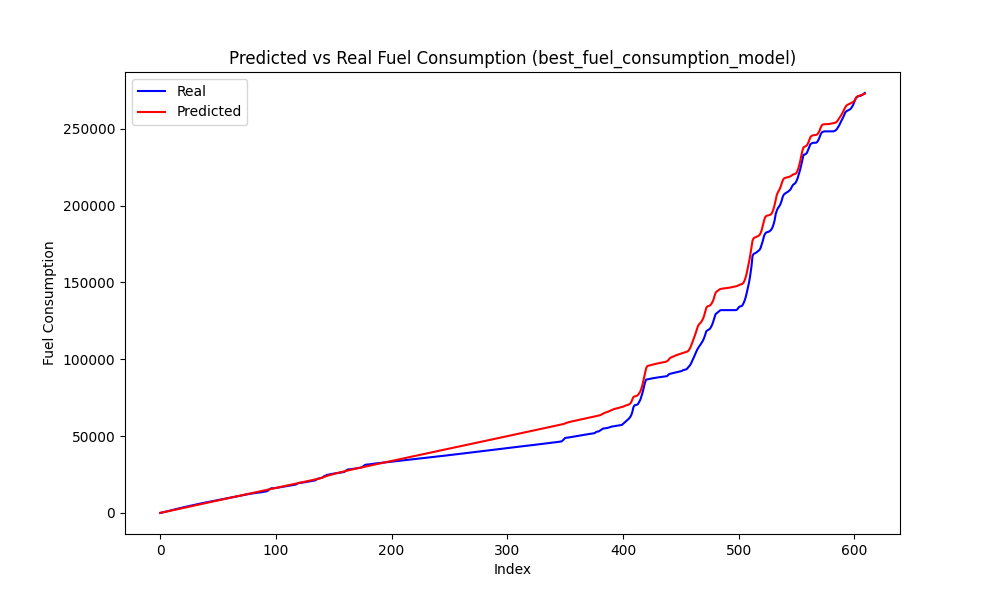 Predicted vs Real Fuel Consumption (best_fuel_consumption_model)
Real
Predicted
250000
200000
150000
100000
50000
0
Fuel Consumption
0 100 200 300 400 500 600
Index